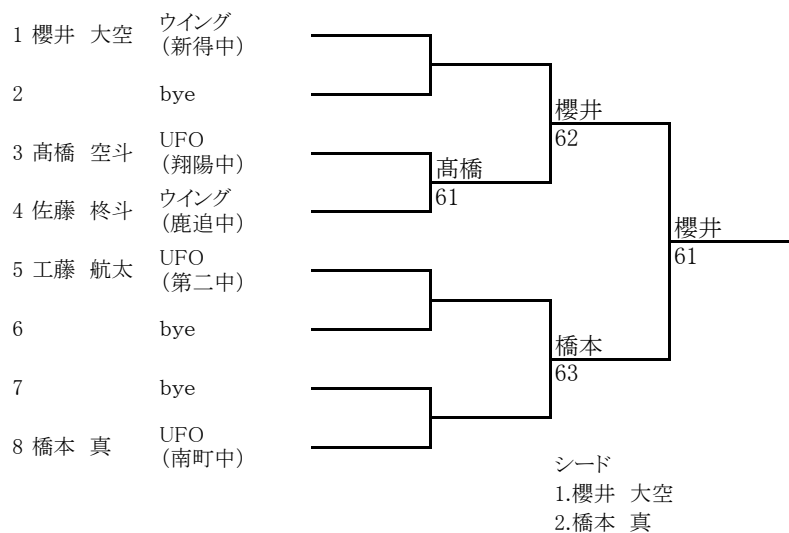 1 櫻井　大空 ウイング
（新得中）
2 bye
3 髙橋　空斗 UFO
（翔陽中）
4 佐藤　柊斗 ウイング
（鹿追中）
5 工藤　航太 UFO
（第二中）
6 bye
7 bye
8 橋本　真 UFO
（南町中）
髙橋
61
櫻井
62
橋本
63
櫻井
61
シード
1.櫻井　大空
2.橋本　真